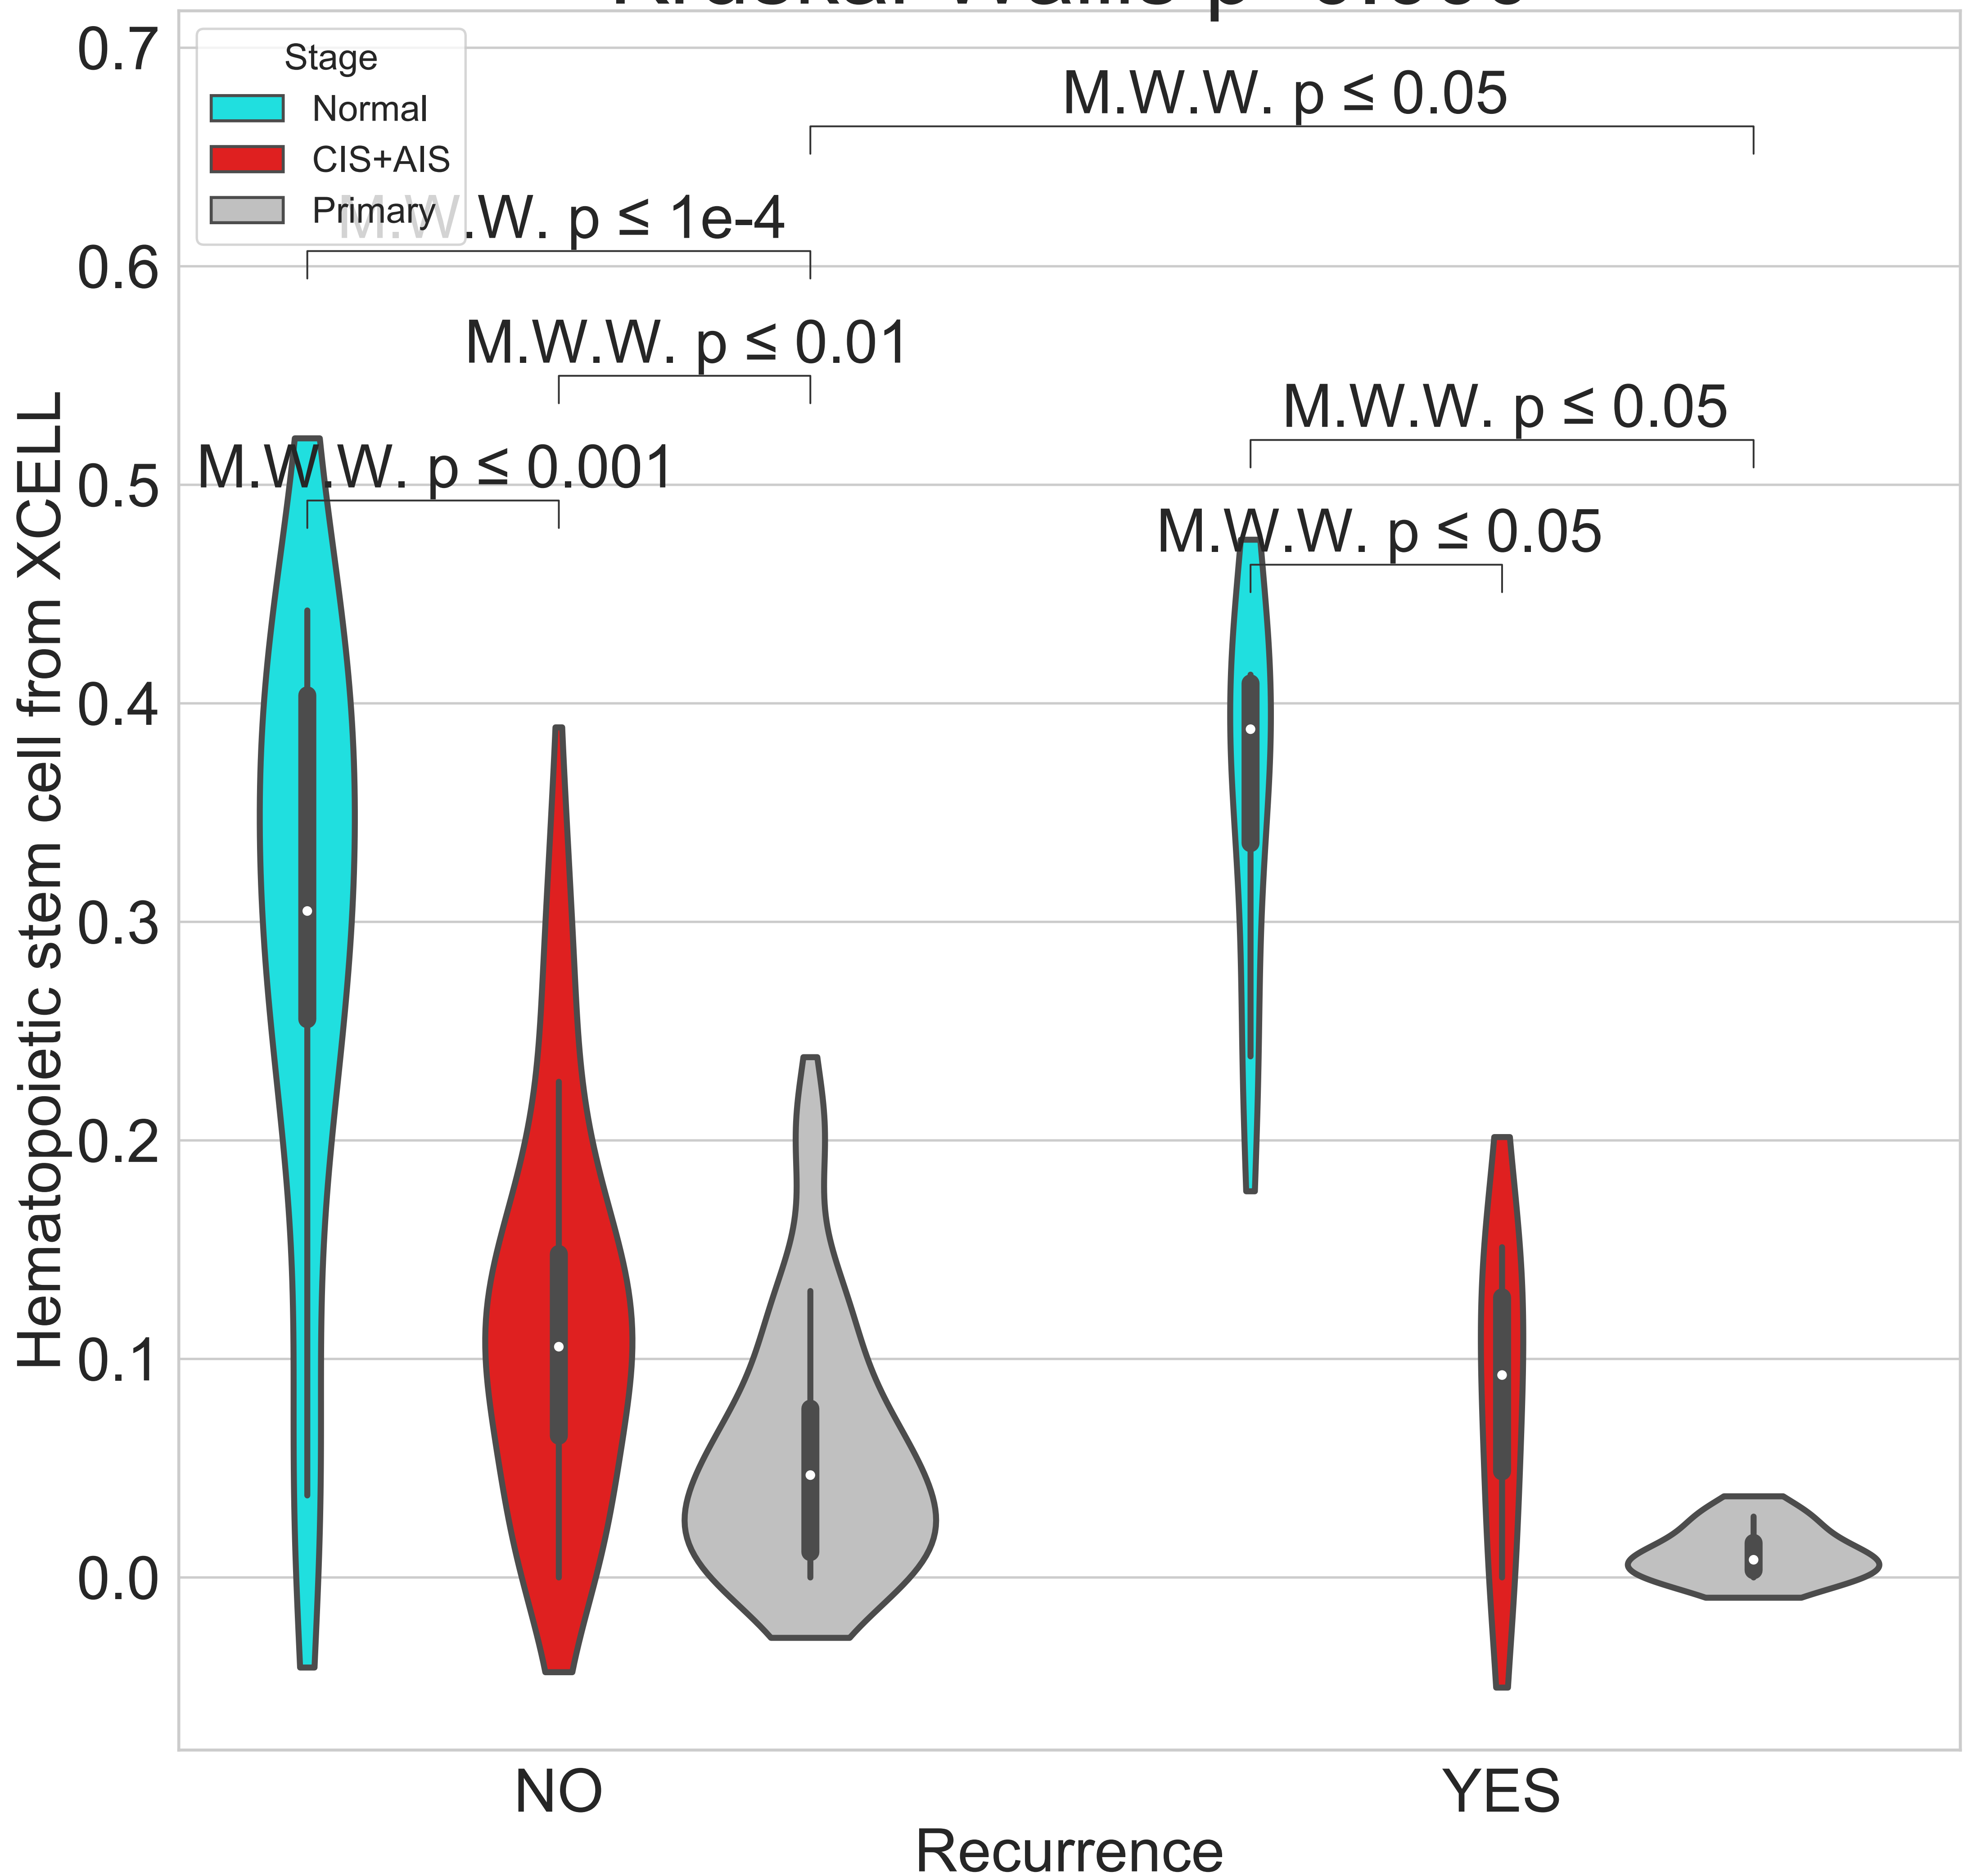 0.7
0.6
0.5
0.4
0.3
0.2
0.1
0.0
Hematopoietic stem cell from XCELL
Stage
Normal
CIS+AIS
Primary
M.W.W. p ≤ 0.05
M.W.W. p ≤ 1e-4
M.W.W. p ≤ 0.01
M.W.W. p ≤ 0.05
M.W.W. p ≤ 0.001
M.W.W. p ≤ 0.05
NO
YES
Recurrence